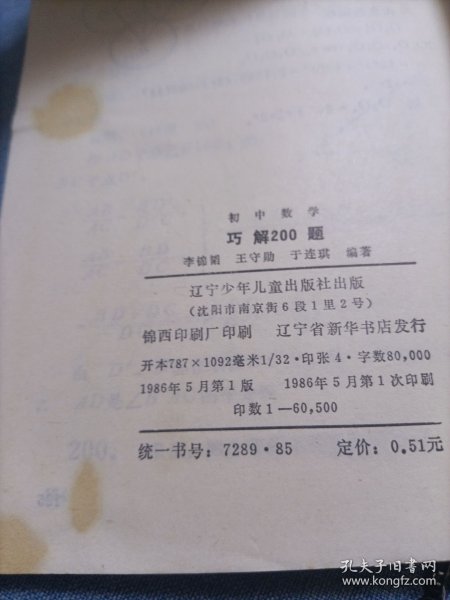 初中数学
巧解200题
李锦韬 王守勋 于连琪 编著
辽宁少年儿童出版社出版
(沈阳市南京街6段1里2号)
锦西印刷厂印刷 辽宁省新华书店发行
开本787×1092毫米1/32·印张4·字数80,000
1986年5月第1版 1986年5月第1次印刷
印数1—60,500
统一书号:7289·85 定价:0.51元
孔夫子旧书网
www.kongfz.com